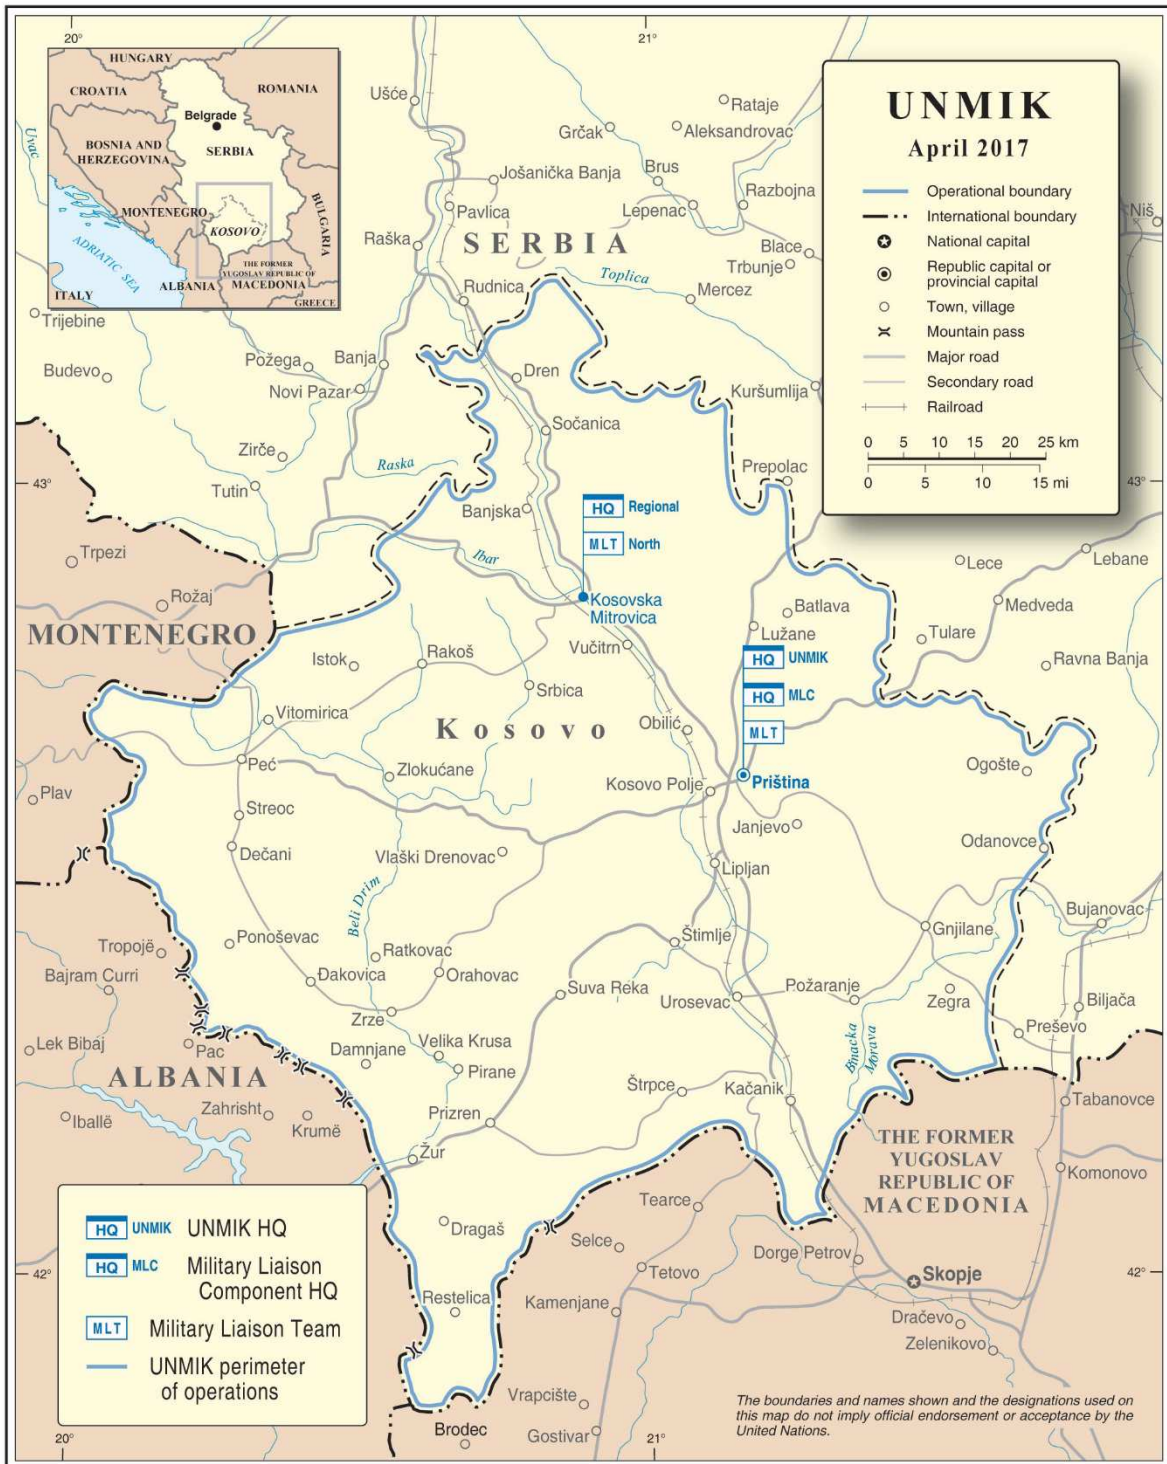 20°
21°
HUNGARY
CROATIA
ROMANIA
Belgrade
BOSNIA AND
HERZEGOVINA
SERBIA
MONTENEGRO
KOSOVO
BULGARIA
ADRIATIC SEA
THE FORMER
YUGOSLAV REPUBLIC OF
MACEDONIA
ALBANIA
ITALY
GREECE
UNMIK
April 2017
Operational boundary
International boundary
National capital
Republic capital or
provincial capital
Town, village
Mountain pass
Major road
Secondary road
Railroad
0 5 10 15 20 25 km
0 5 10 15 mi
Uvac
Ušće
Rataje
Grčak
Aleksandrovac
Brus
Jošanička Banja
Razbojna
Pavlica
Lepenac
Niš
Raška
SERBIA
Blace
Trbunje
Toplica
Rudnica
Mercez
Trijebine
Požega
Banja
Budevo
Dren
Novi Pazar
Kuršumlija
Sočanica
Zirče
Raska
Prepolac
43°
43°
Tutin
Banjska
HQ Regional
MLT North
Ibar
Trpezi
Lece
Lebane
Rožaj
Kosovska
Mitrovica
Batlava
Medveda
MONTENEGRO
Lužane
Tulare
Vučitrn
Istok
Rakoš
HQ UNMIK
Ravna Banja
Srbica
HQ MLC
Vitomirica
Kosovo
Obilić
MLT
Peć
Zlokućane
Ogošte
Priština
Kosovo Polje
Plav
Streoc
Janjevo
Dečani
Vlaški Drenovac
Odanovce
Lipljan
Beli Drim
Bujanovac
Gnjilane
Ponoševac
Štimlje
Tropojë
Ratkovac
Bajram Curri
Đakovica
Orahovac
Suva Reka
Požaranje
Urosevac
Zegra
Biljača
Zrze
Preševo
Binacka
Morava
Lek Bibaj
Pac
Velika Krusa
Damnjane
Pirane
ALBANIA
Štrpce
Kačanik
Iballë
Zahrisht
Krumë
Prizren
Tabanovce
THE FORMER
YUGOSLAV
REPUBLIC OF
MACEDONIA
Žur
Komonovo
Tearce
Dragaš
Selce
Dorge Petrov
42°
42°
Tetovo
Skopje
Restelica
Kamenjane
Dračevo
Zelenikovo
Vrapcište
Brodec
Gostivar
HQ UNMIK UNMIK HQ
HQ MLC Military Liaison
Component HQ
MLT Military Liaison Team
UNMIK perimeter
of operations
The boundaries and names shown and the designations used on
this map do not imply official endorsement or acceptance by the
United Nations.
20°
21°